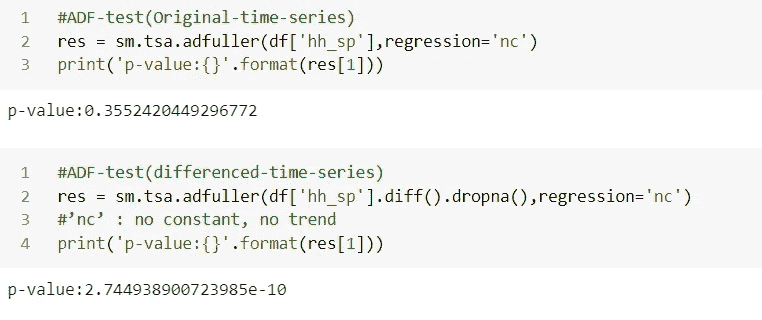 1 #ADF-test(Original-time-series)
2 res = sm.tsa.adfuller(df['hh_sp'],regression='nc')
3 print('p-value:{}'.format(res[1]))
p-value:0.3552420449296772
1 #ADF-test(differenced-time-series)
2 res = sm.tsa.adfuller(df['hh_sp'].diff().dropna(),regression='nc')
3 #’nc’ : no constant, no trend
4 print('p-value:{}'.format(res[1]))
p-value:2.744938900723985e-10